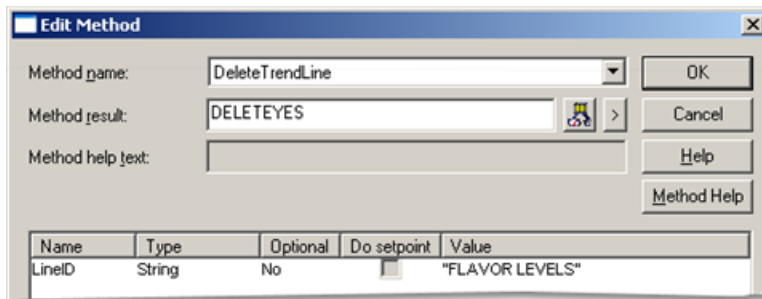 Edit Method
Method name: DeleteTrendLine OK
Method result: DELETEYES > Cancel
Method help text: Help
Method Help
Name Type Optional Do setpoint Value
LineID String No "FLAVOR LEVELS"